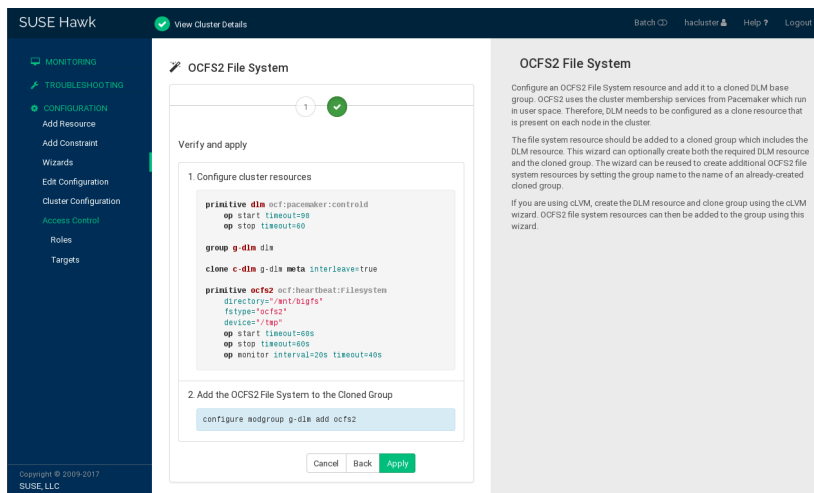 SUSE Hawk
View Cluster Details
Batch
hacluster
Help ?
Logout
MONITORING
TROUBLESHOOTING
CONFIGURATION
Add Resource
Add Constraint
Wizards
Edit Configuration
Cluster Configuration
Access Control
Roles
Targets
Copyright © 2009-2017
SUSE, LLC
OCFS2 File System
1
Verify and apply
1. Configure cluster resources
primitive dlm ocf:pacemaker:controld
op start timeout=90
op stop timeout=60
group g-dlm dlm
clone c-dlm g-dlm meta interleave=true
primitive ocfs2 ocf:heartbeat:Filesystem
directory="/mnt/bigfs"
fstype="ocfs2"
device="/tmp"
op start timeout=60s
op stop timeout=60s
op monitor interval=20s timeout=40s
2. Add the OCFS2 File System to the Cloned Group
configure modgroup g-dlm add ocfs2
Cancel
Back
Apply
OCFS2 File System
Configure an OCFS2 File System resource and add it to a cloned DLM base
group. OCFS2 uses the cluster membership services from Pacemaker which run
in user space. Therefore, DLM needs to be configured as a clone resource that
is present on each node in the cluster.
The file system resource should be added to a cloned group which includes the
DLM resource. This wizard can optionally create both the required DLM resource
and the cloned group. The wizard can be reused to create additional OCFS2 file
system resources by setting the group name to the name of an already-created
cloned group.
If you are using cLVM, create the DLM resource and clone group using the cLVM
wizard. OCFS2 file system resources can then be added to the group using this
wizard.